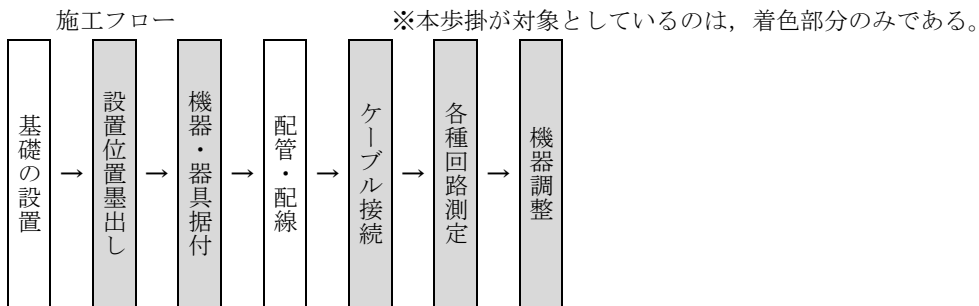 施工フロー
※本歩掛が対象としているのは，着色部分のみである。
基礎の設置
→
設置位置墨出し
→
機器・器具据付
→
配管・配線
→
ケーブル接続
→
各種回路測定
→
機器調整